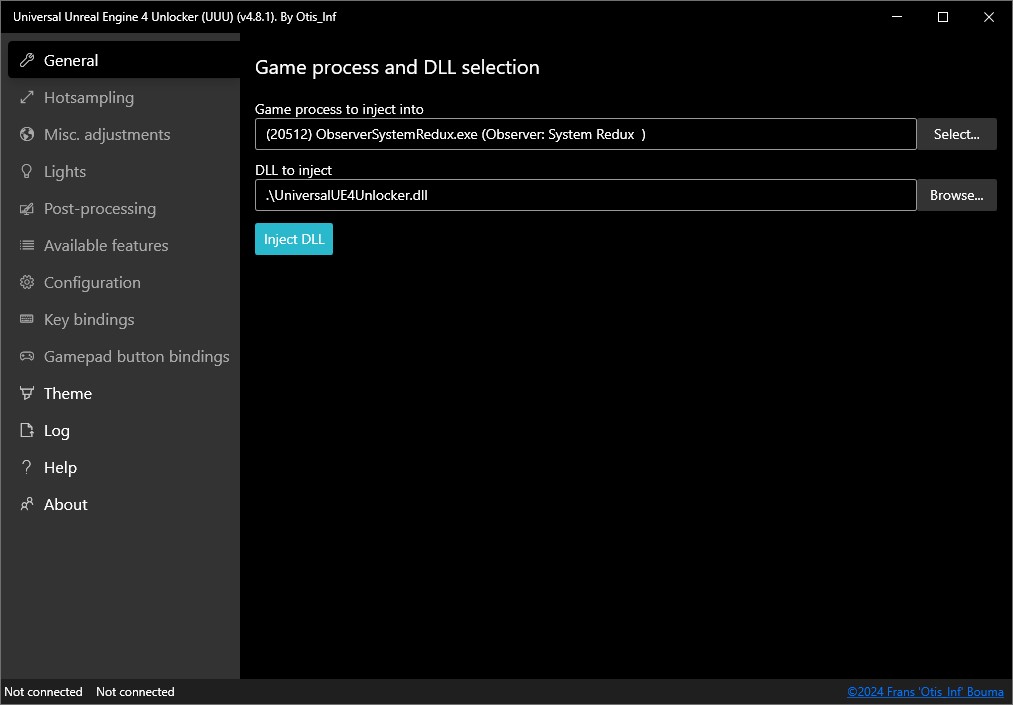 Universal Unreal Engine 4 Unlocker (UUU) (v4.8.1). By Otis_Inf
General
Hotsampling
Misc. adjustments
Lights
Post-processing
Available features
Configuration
Key bindings
Gamepad button bindings
Theme
Log
Help
About
Game process and DLL selection
Game process to inject into
(20512) ObserverSystemRedux.exe (Observer: System Redux  )
Select...
DLL to inject
.\UniversalUE4Unlocker.dll
Browse...
Inject DLL
Not connected
Not connected
©2024 Frans 'Otis_Inf' Bouma